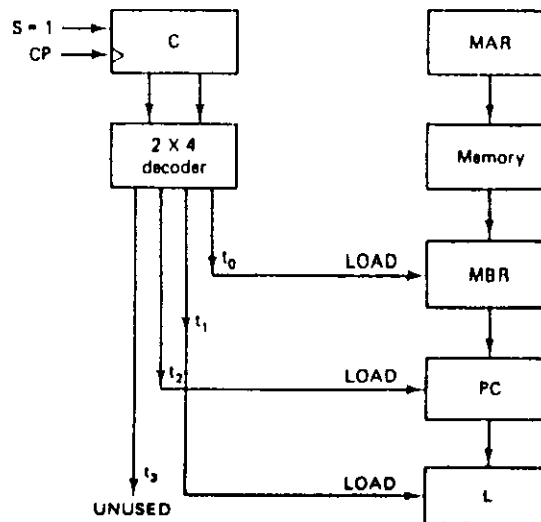 S = 1
CP
C
MAR
2 X 4
decoder
Memory
t0
LOAD
MBR
t1
t2
LOAD
PC
t3
UNUSED
LOAD
L